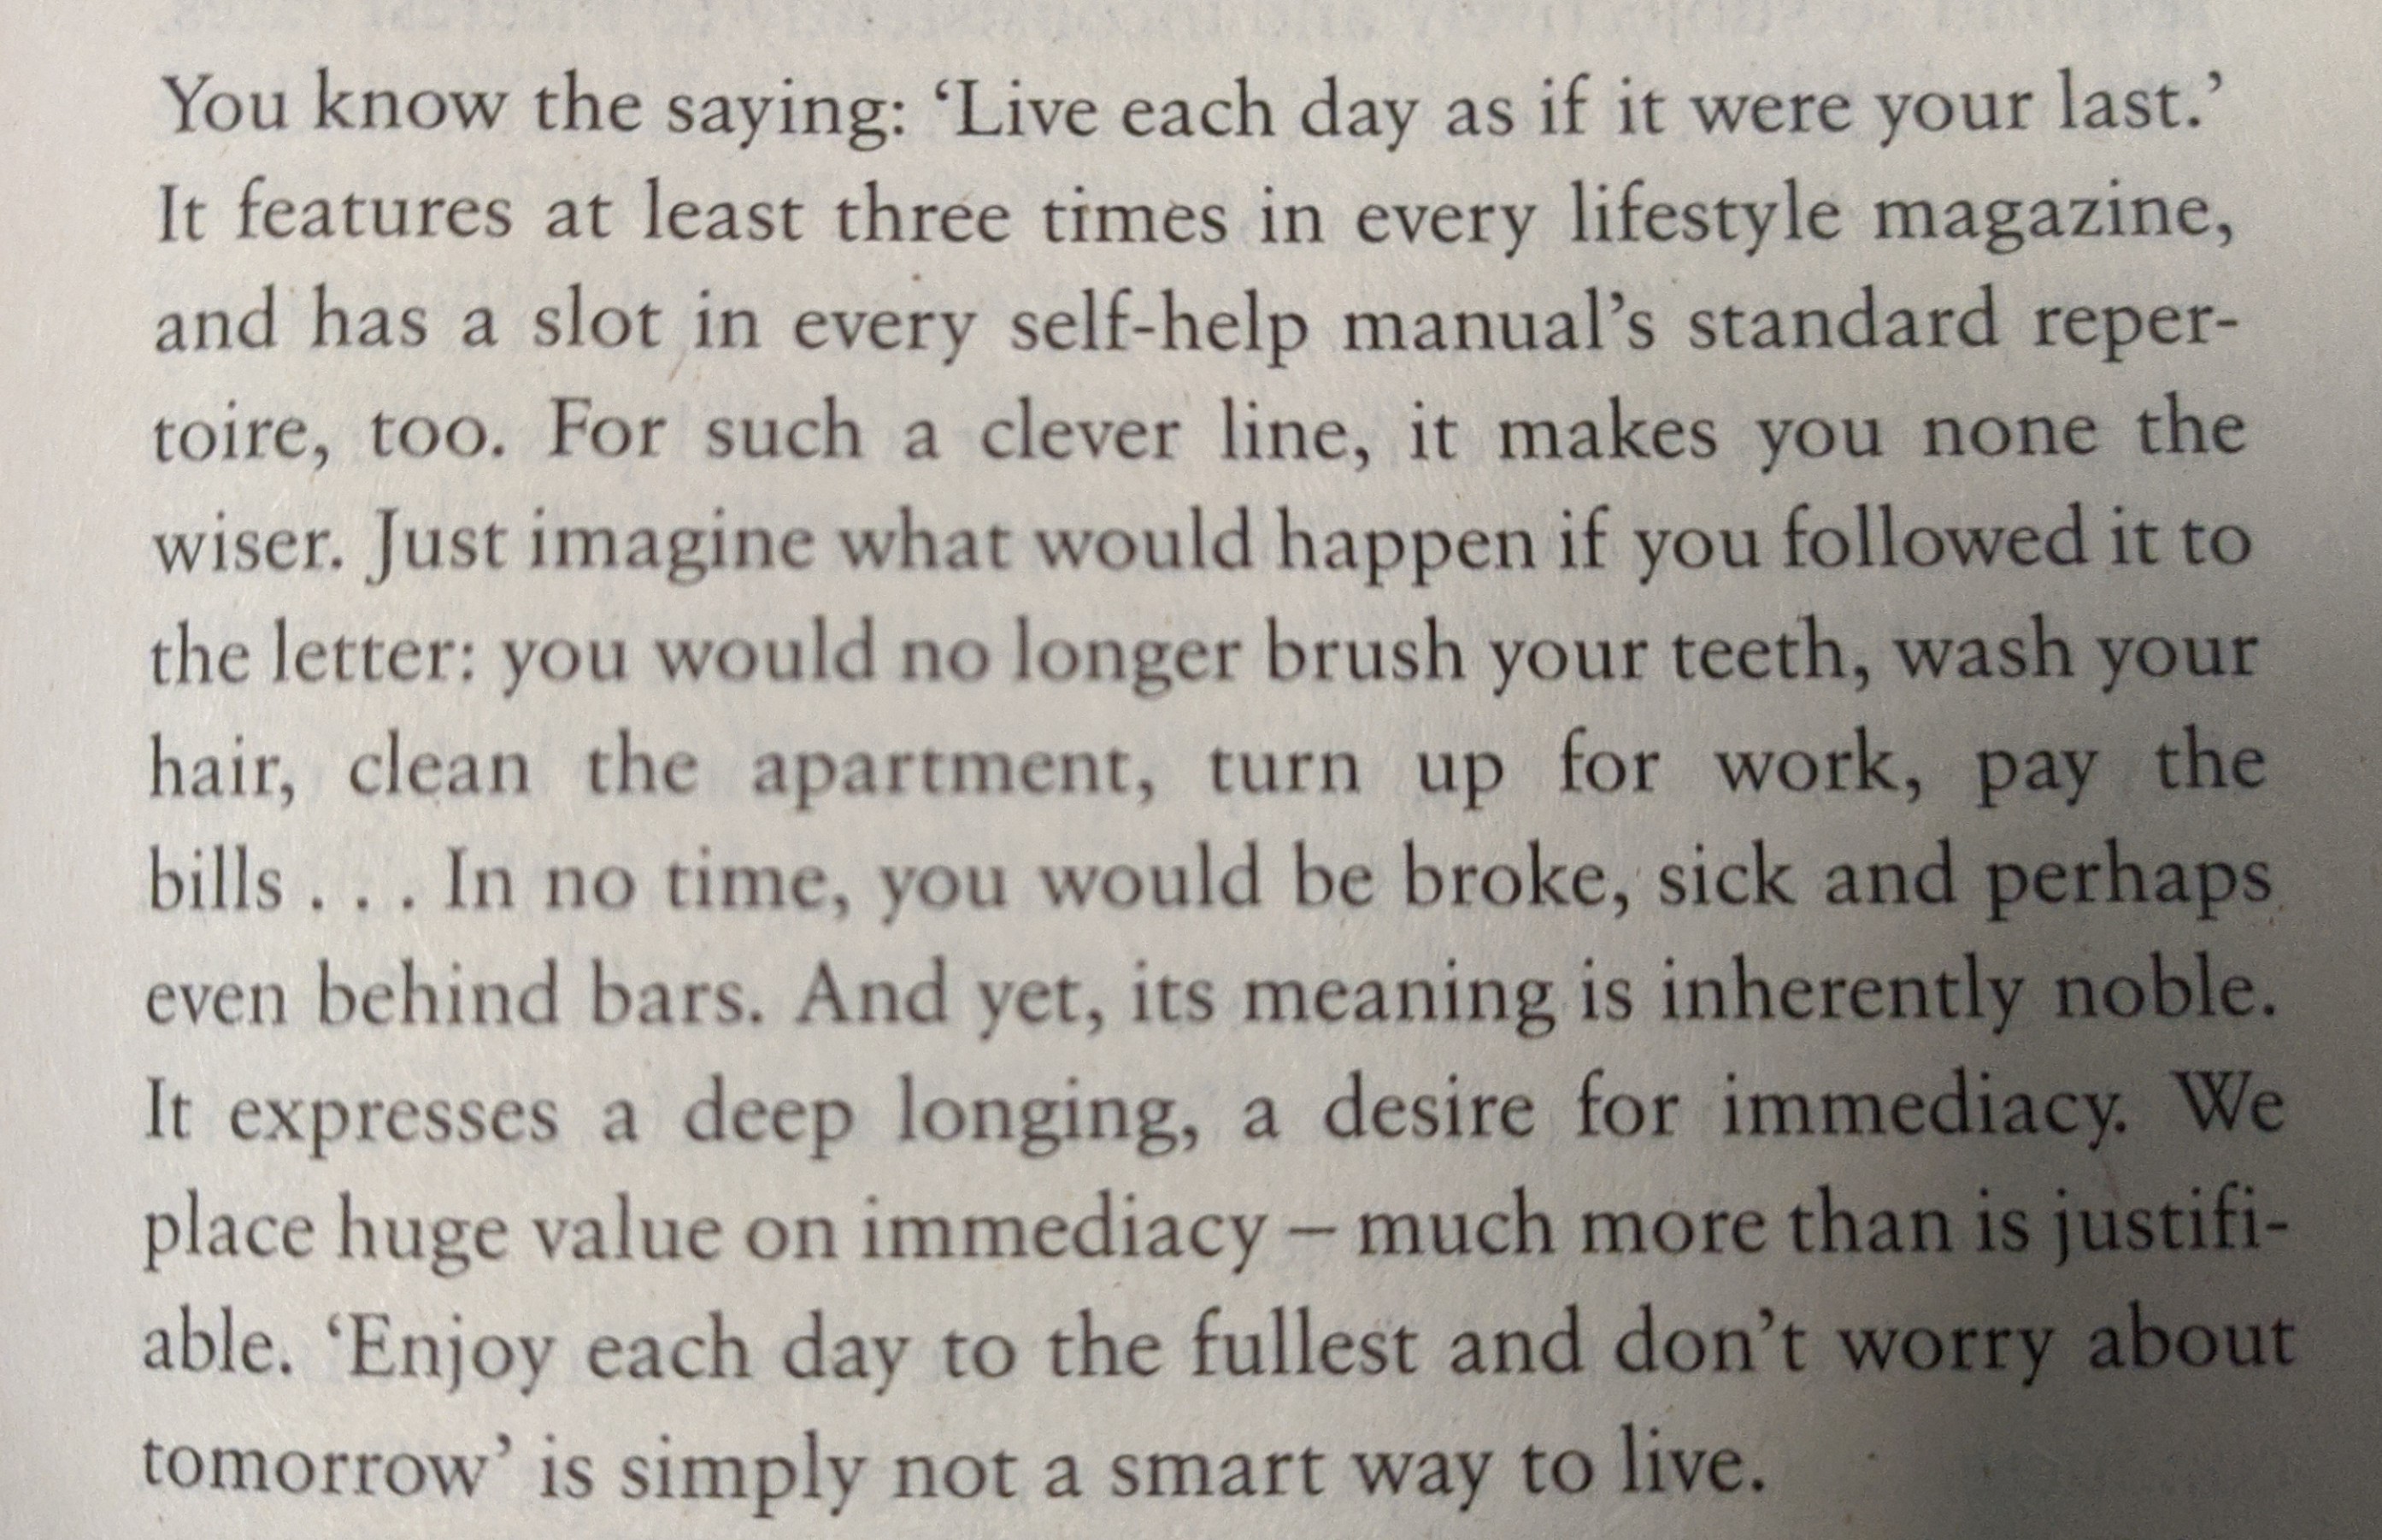 You know the saying: ‘Live each day as if it were your last.’
It features at least three times in every lifestyle magazine,
and has a slot in every self-help manual’s standard reper-
toire, too. For such a clever line, it makes you none the
wiser. Just imagine what would happen if you followed it to
the letter: you would no longer brush your teeth, wash your
hair, clean the apartment, turn up for work, pay the
bills . . . In no time, you would be broke, sick and perhaps
even behind bars. And yet, its meaning is inherently noble.
It expresses a deep longing, a desire for immediacy. We
place huge value on immediacy – much more than is justifi-
able. ‘Enjoy each day to the fullest and don’t worry about
tomorrow’ is simply not a smart way to live.